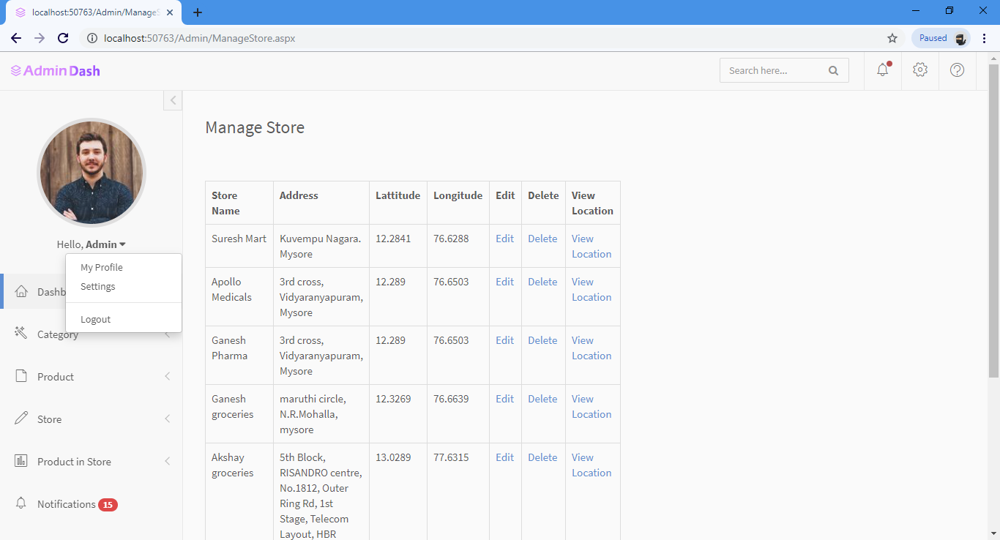 localhost:50763/Admin/ManageS
localhost:50763/Admin/ManageStore.aspx
Paused
Admin Dash
Search here...
Hello, Admin
My Profile
Settings
Logout
Dashb
Category
Product
Store
Product in Store
Notifications 15
Manage Store
Store Name Address Lattitude Longitude Edit Delete View Location
Suresh Mart Kuvempu Nagara. Mysore 12.2841 76.6288 Edit Delete View Location
Apollo Medicals 3rd cross, Vidyaranyapuram, Mysore 12.289 76.6503 Edit Delete View Location
Ganesh Pharma 3rd cross, Vidyaranyapuram, Mysore 12.289 76.6503 Edit Delete View Location
Ganesh groceries maruthi circle, N.R.Mohalla, mysore 12.3269 76.6639 Edit Delete View Location
Akshay groceries 5th Block, RISANDRO centre, No.1812, Outer Ring Rd, 1st Stage, Telecom Layout, HBR 13.0289 77.6315 Edit Delete View Location